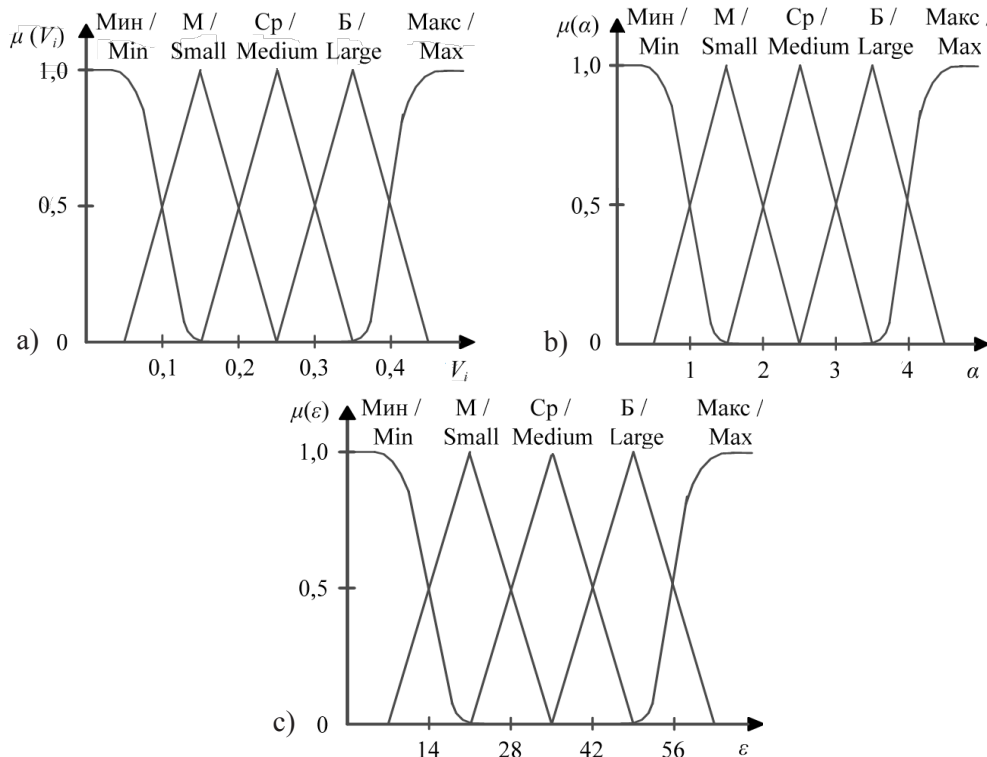 μ (Vi)
Мин / М / Ср / Б / Макс /
Min Small Medium Large Max
1,0
0,5
0
0,1 0,2 0,3 0,4 Vi
a)
μ(α)
Мин / М / Ср / Б / Макс /
Min Small Medium Large Max
1,0
0,5
0
1 2 3 4 α
b)
μ(ε)
Мин / М / Ср / Б / Макс /
Min Small Medium Large Max
1,0
0,5
0
14 28 42 56 ε
c)